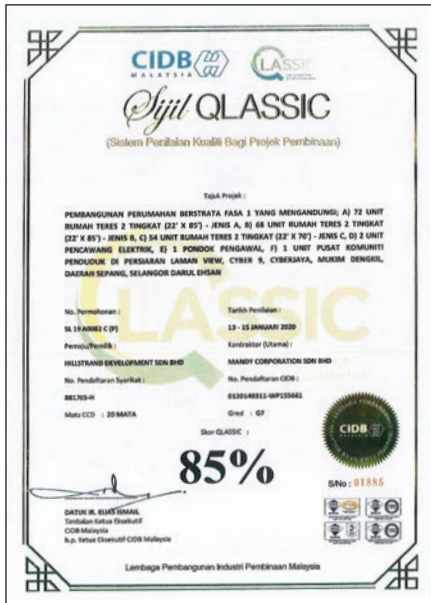 CIDB
MALAYSIA
QLASSIC
Sijil QLASSIC
(Sistem Penilaian Kualiti Bagi Projek Pembinaan)
Tajuk Projek :
PEMBANGUNAN PERUMAHAN BERSTRATA FASA 1 YANG MENGANDUNGI; A) 72 UNIT
RUMAH TERES 2 TINGKAT (22' X 85') - JENIS A, B) 68 UNIT RUMAH TERES 2 TINGKAT
(22' X 85') - JENIS B, C) 54 UNIT RUMAH TERES 2 TINGKAT (22' X 70') - JENIS C, D) 2 UNIT
PENCAWANG ELEKTRIK, E) 1 PONDOK PENGAWAL, F) 1 UNIT PUSAT KOMUNITI
PENDUDUK DI PERSIARAN LAMAN VIEW, CYBER 9, CYBERJAYA, MUKIM DENGKIL,
DAERAH SEPANG, SELANGOR DARUL EHSAN
No. Permohonan :
SL 19 A0082 C (P)
Tarikh Penilaian :
13 - 15 JANUARI 2020
Pemaju/Pemilik :
HILLSTRAND DEVELOPMENT SDN BHD
Kontraktor (Utama) :
MANDY CORPORATION SDN BHD
No. Pendaftaran Syarikat :
881705-H
No. Pendaftaran CIDB :
0120140311-WP155661
Mata CCD : 20 MATA
Gred : G7
Skor QLASSIC :
85%
CIDB
S/No : 01885
DATUK IR. ELIAS ISMAIL
Timbalan Ketua Eksekutif
CIDB Malaysia
b.p. Ketua Eksekutif CIDB Malaysia
Lembaga Pembangunan Industri Pembinaan Malaysia